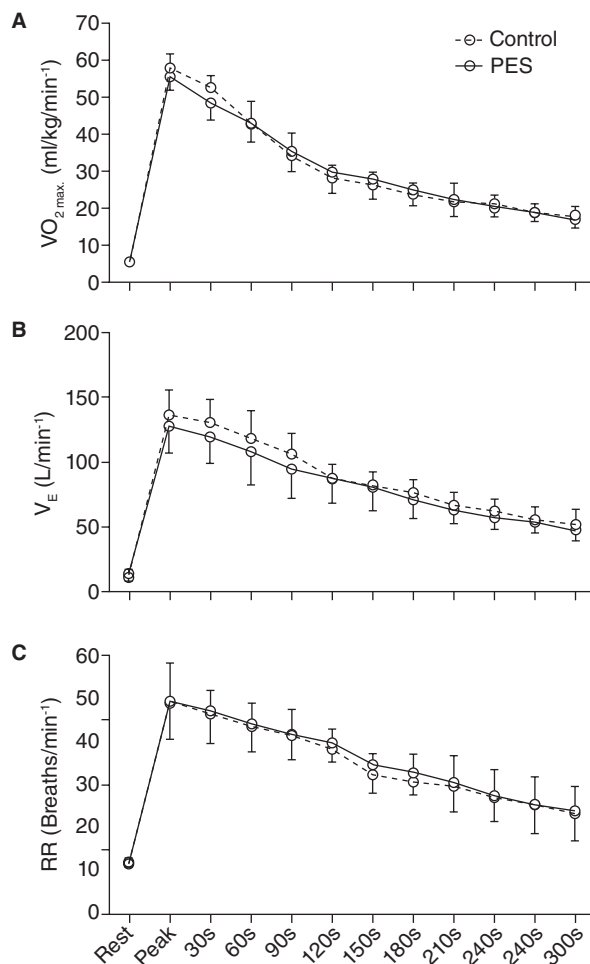 A
70
60
50
40
30
20
10
0
VO2 max. (ml/kg/min-1)
Control
PES
B
200
150
100
50
0
VE (L/min-1)
C
60
50
40
30
20
10
0
RR (Breaths/min-1)
Rest
Peak
30s
60s
90s
120s
150s
180s
210s
240s
240s
300s